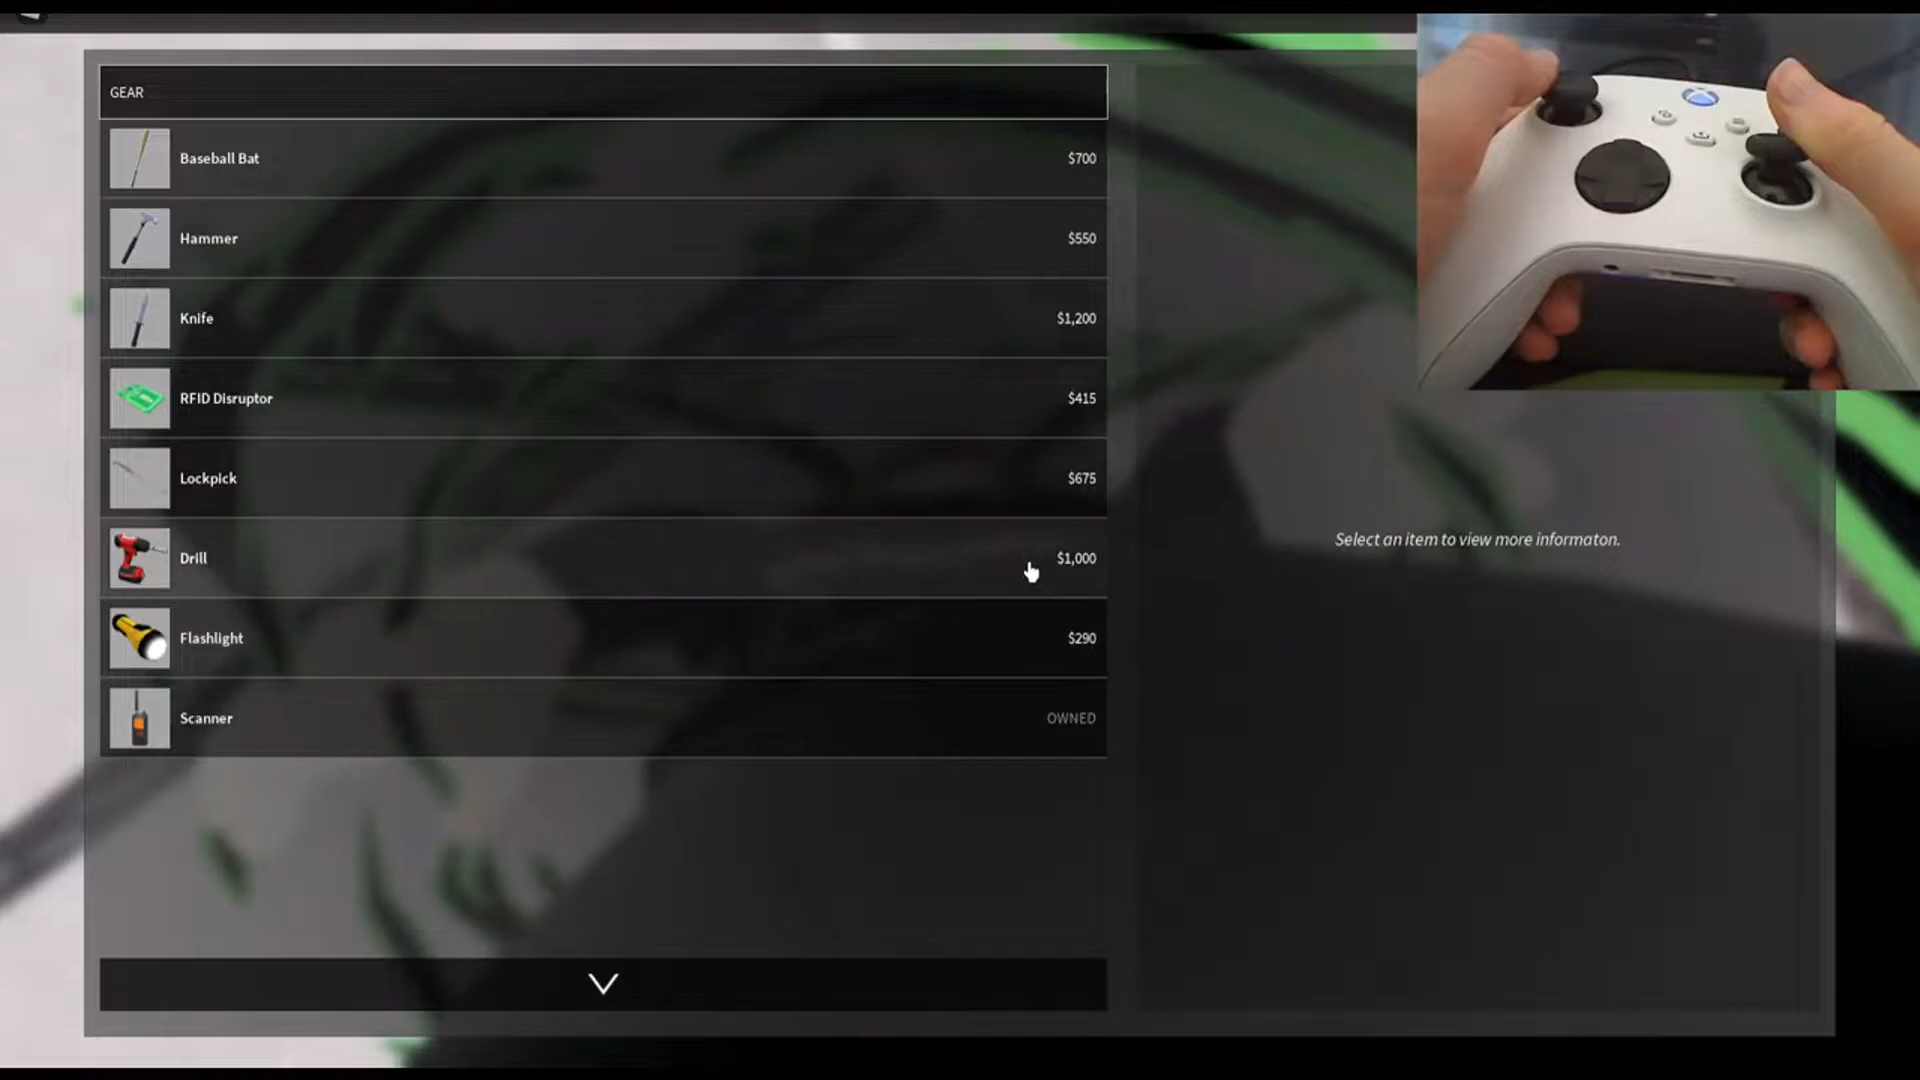 GEAR
Baseball Bat $700
Hammer $550
Knife $1,200
RFID Disruptor $415
Lockpick $675
Drill $1,000
Flashlight $290
Scanner OWNED
Select an item to view more informaton.